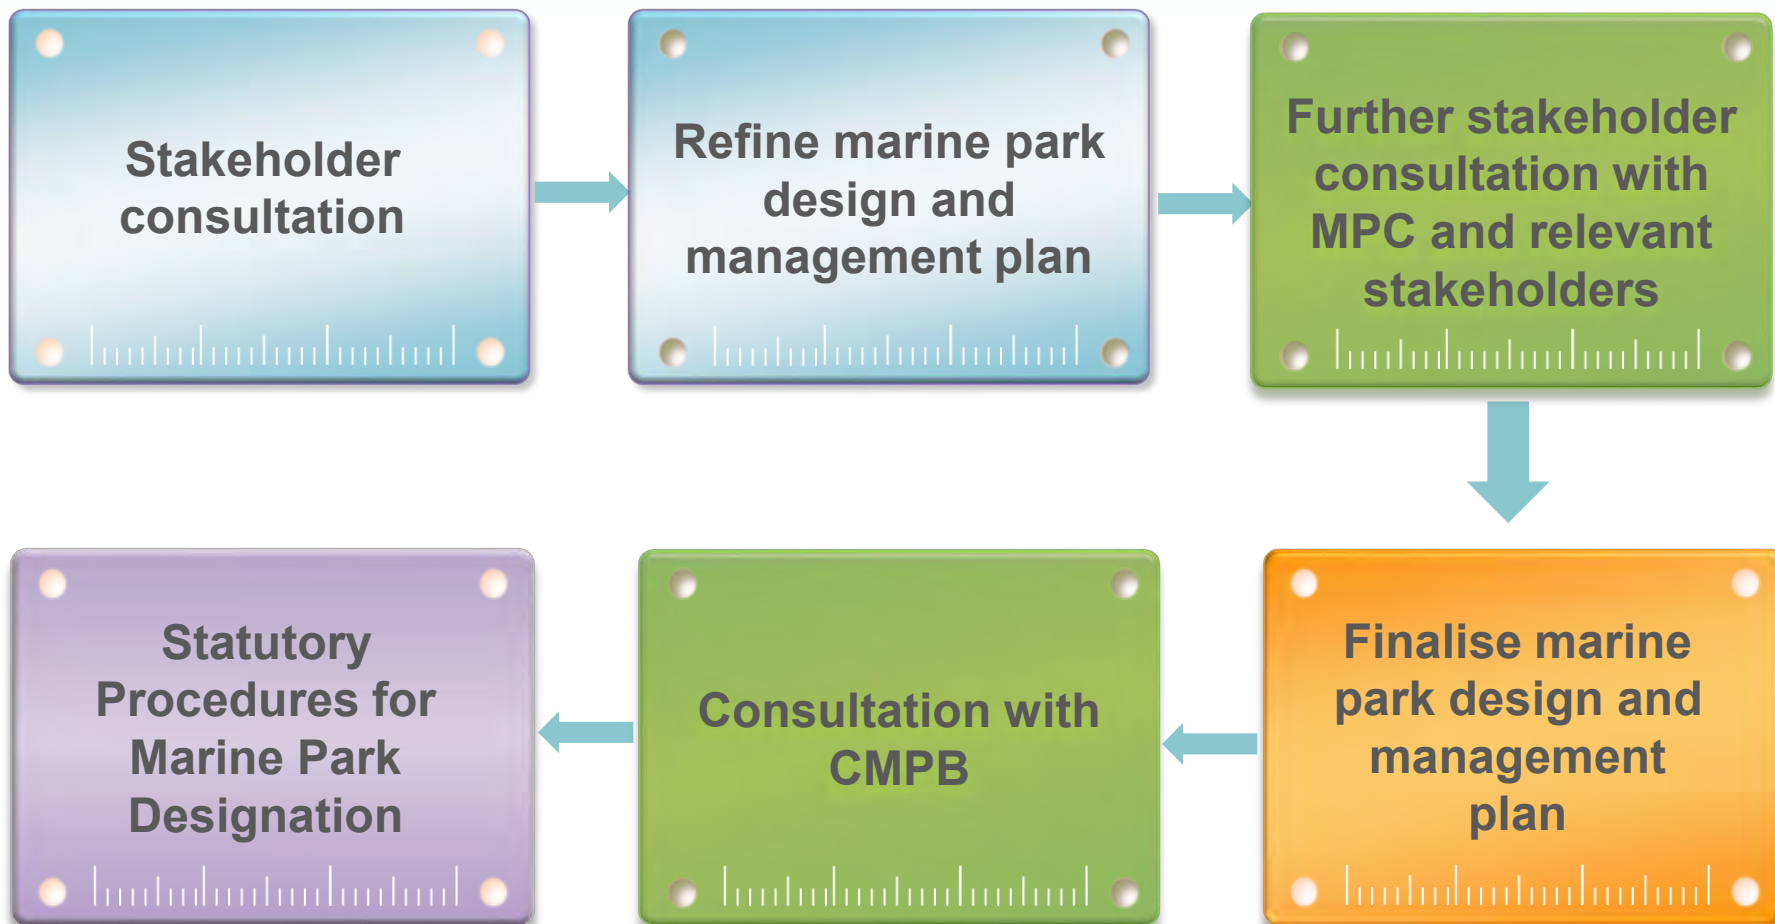 Stakeholder
consultation
Refine marine park
design and
management plan
Further stakeholder
consultation with
MPC and relevant
stakeholders
Statutory
Procedures for
Marine Park
Designation
Consultation with
CMPB
Finalise marine
park design and
management
plan